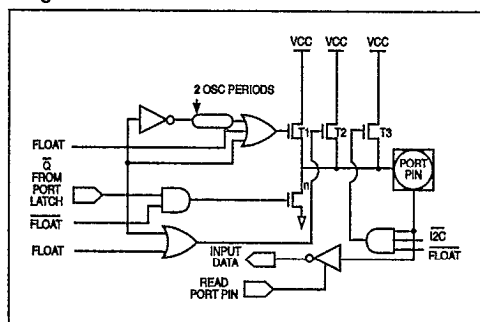 VCC VCC VCC
2 OSC PERIODS
T1 T2 T3
FLOAT
Q
FROM
PORT
LATCH
n
PORT
PIN
FLOAT
FLOAT
INPUT
DATA
I2C
FLOAT
READ
PORT PIN